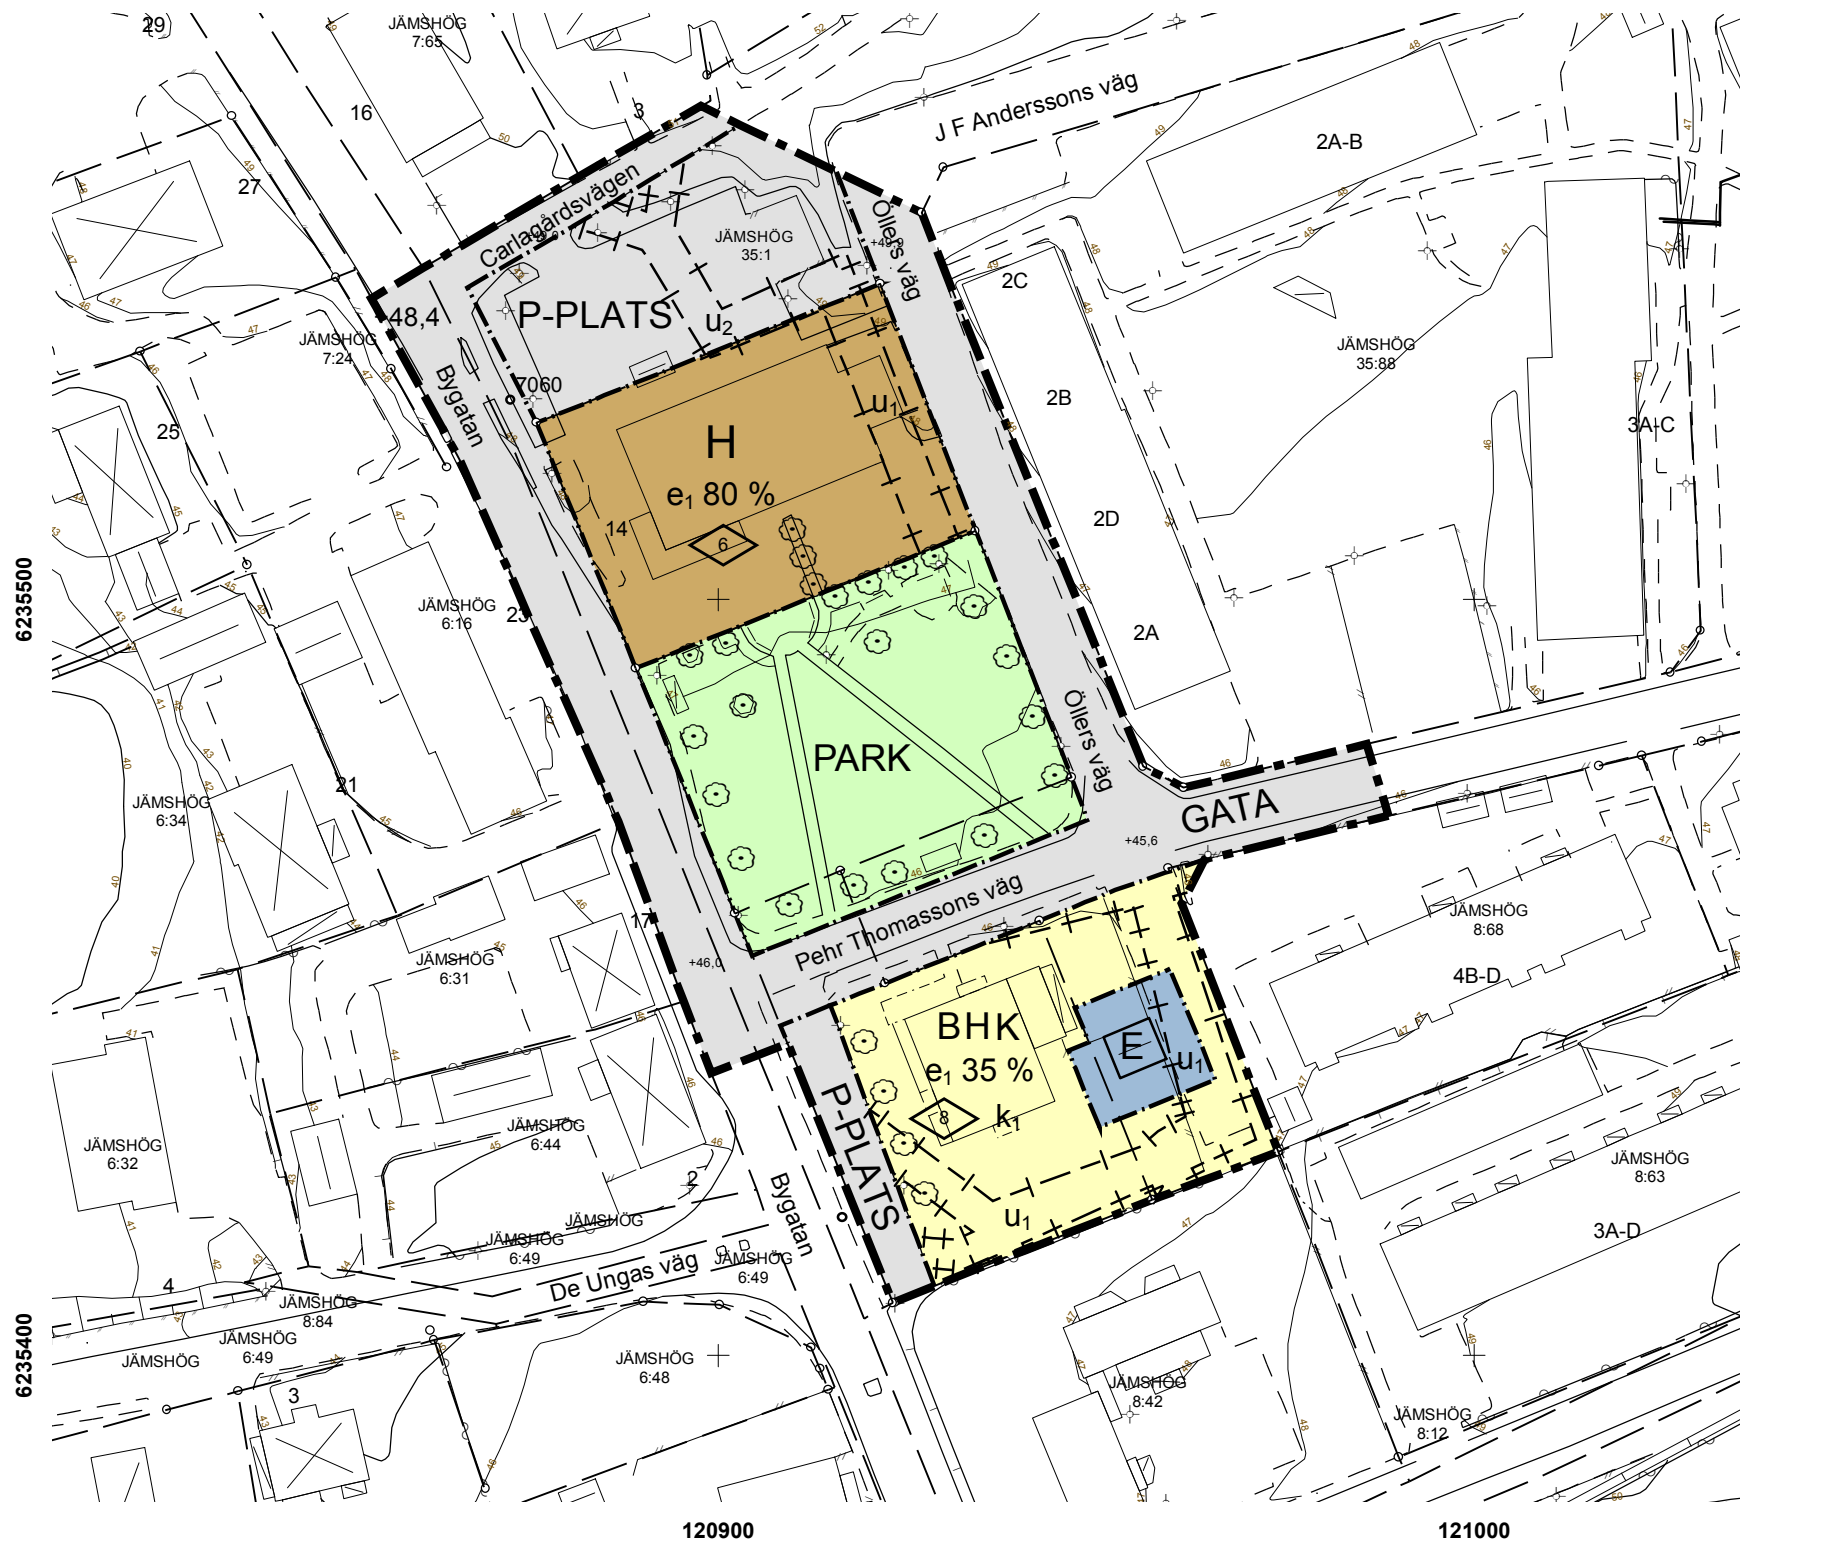 29
JÄMSHÖG
7:65
16
3
J F Anderssons väg
2A-B
27
Carlagårdsvägen
JÄMSHÖG
35:1
Öllers väg
+49,9
2C
48,4
P-PLATS
u2
JÄMSHÖG
7:24
JÄMSHÖG
35:88
7060
Bygatan
2B
u1
25
H
3A-C
e1 80 %
14
6
2D
6235500
JÄMSHÖG
6:16
23
2A
Öllers väg
PARK
21
JÄMSHÖG
6:34
GATA
+45,6
Pehr Thomassons väg
17
JÄMSHÖG
8:68
JÄMSHÖG
6:31
+46,0
4B-D
BHK
E
e1 35 %
u1
8
k1
P-PLATS
JÄMSHÖG
6:44
JÄMSHÖG
6:32
2
JÄMSHÖG
8:63
Bygatan
u1
JÄMSHÖG
3A-D
JÄMSHÖG
6:49
JÄMSHÖG
6:49
De Ungas väg
4
JÄMSHÖG
8:84
JÄMSHÖG
6:49
JÄMSHÖG
JÄMSHÖG
6:48
6235400
3
JÄMSHÖG
8:42
JÄMSHÖG
8:12
120900
121000